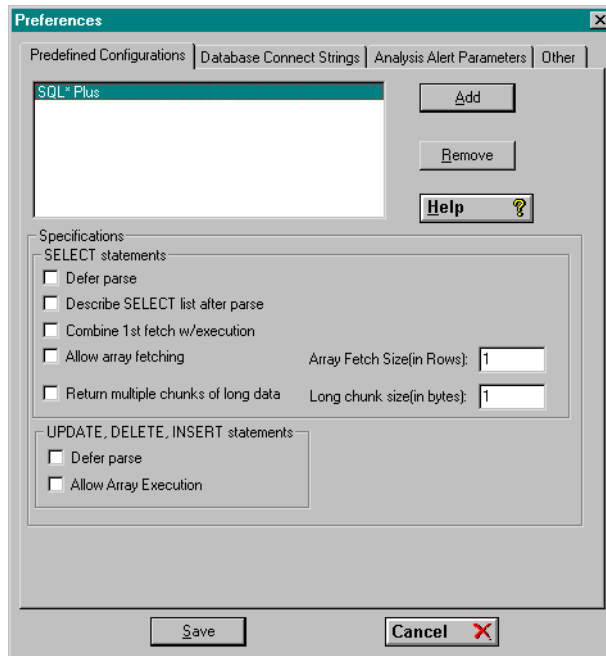 Preferences
Predefined Configurations
Database Connect Strings
Analysis Alert Parameters
Other
SQL* Plus
Add
Remove
Help
Specifications
SELECT statements
Defer parse
Describe SELECT list after parse
Combine 1st fetch w/execution
Allow array fetching
Array Fetch Size(in Rows): 1
Return multiple chunks of long data
Long chunk size(in bytes): 1
UPDATE, DELETE, INSERT statements
Defer parse
Allow Array Execution
Save
Cancel